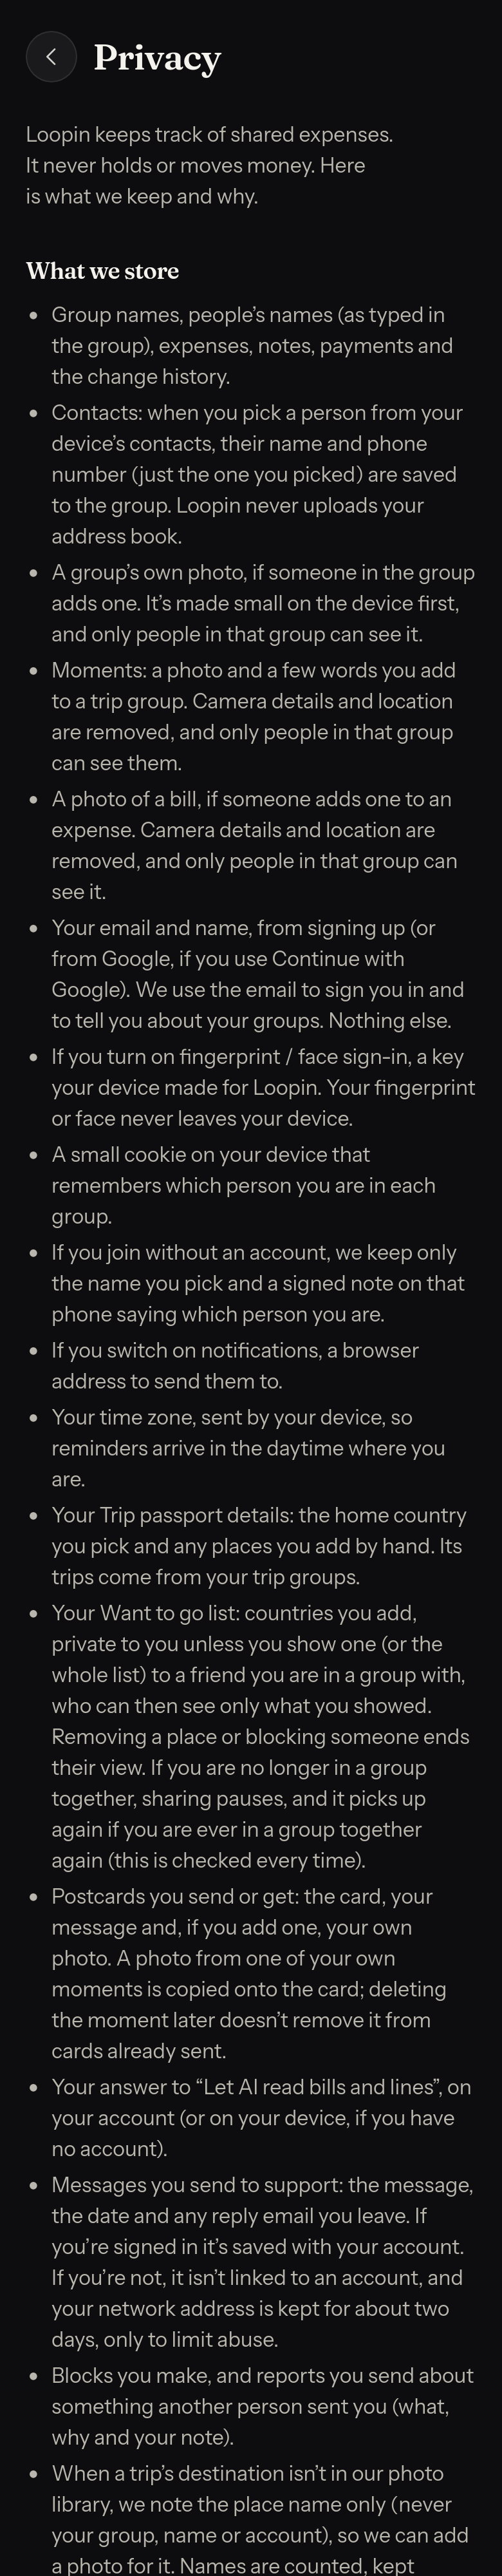 Privacy
Loopin keeps track of shared expenses.
It never holds or moves money. Here
is what we keep and why.
What we store
• Group names, people’s names (as typed in
the group), expenses, notes, payments and
the change history.
• Contacts: when you pick a person from your
device’s contacts, their name and phone
number (just the one you picked) are saved
to the group. Loopin never uploads your
address book.
• A group’s own photo, if someone in the group
adds one. It’s made small on the device first,
and only people in that group can see it.
• Moments: a photo and a few words you add
to a trip group. Camera details and location
are removed, and only people in that group
can see them.
• A photo of a bill, if someone adds one to an
expense. Camera details and location are
removed, and only people in that group can
see it.
• Your email and name, from signing up (or
from Google, if you use Continue with
Google). We use the email to sign you in and
to tell you about your groups. Nothing else.
• If you turn on fingerprint / face sign-in, a key
your device made for Loopin. Your fingerprint
or face never leaves your device.
• A small cookie on your device that
remembers which person you are in each
group.
• If you join without an account, we keep only
the name you pick and a signed note on that
phone saying which person you are.
• If you switch on notifications, a browser
address to send them to.
• Your time zone, sent by your device, so
reminders arrive in the daytime where you
are.
• Your Trip passport details: the home country
you pick and any places you add by hand. Its
trips come from your trip groups.
• Your Want to go list: countries you add,
private to you unless you show one (or the
whole list) to a friend you are in a group with,
who can then see only what you showed.
Removing a place or blocking someone ends
their view. If you are no longer in a group
together, sharing pauses, and it picks up
again if you are ever in a group together
again (this is checked every time).
• Postcards you send or get: the card, your
message and, if you add one, your own
photo. A photo from one of your own
moments is copied onto the card; deleting
the moment later doesn’t remove it from
cards already sent.
• Your answer to “Let AI read bills and lines”, on
your account (or on your device, if you have
no account).
• Messages you send to support: the message,
the date and any reply email you leave. If
you’re signed in it’s saved with your account.
If you’re not, it isn’t linked to an account, and
your network address is kept for about two
days, only to limit abuse.
• Blocks you make, and reports you send about
something another person sent you (what,
why and your note).
• When a trip’s destination isn’t in our photo
library, we note the place name only (never
your group, name or account), so we can add
a photo for it. Names are counted, kept